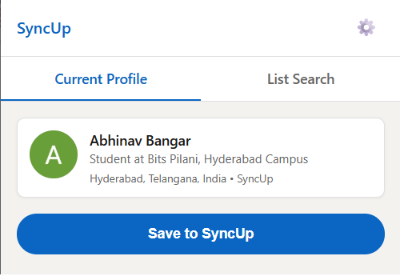 SyncUp
Current Profile
List Search
A
Abhinav Bangar
Student at Bits Pilani, Hyderabad Campus
Hyderabad, Telangana, India • SyncUp
Save to SyncUp